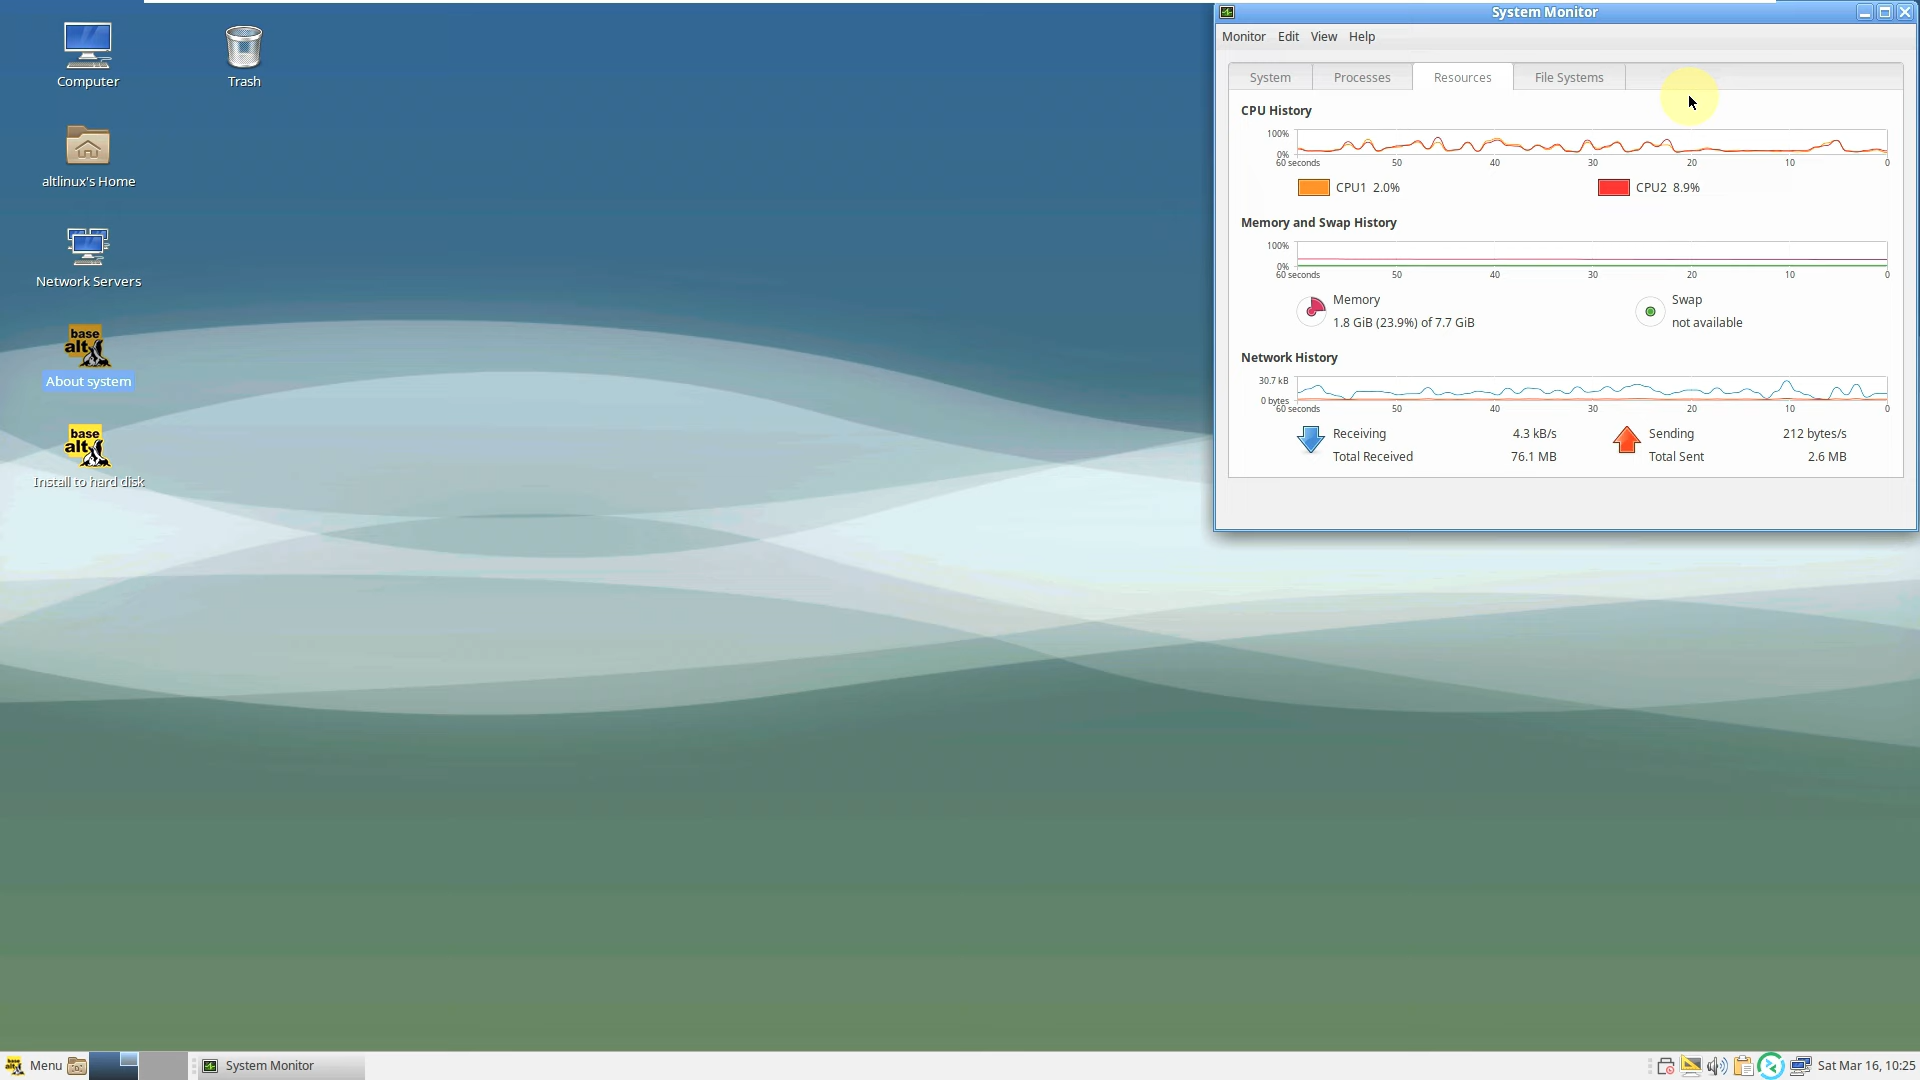 Computer
Trash
altlinux's Home
Network Servers
base
alt
About system
base
alt
Install to hard disk
System Monitor
Monitor Edit View Help
System Processes Resources File Systems
CPU History
100%
0%
60 seconds 50 40 30 20 10 0
CPU1 2.0% CPU2 8.9%
Memory and Swap History
100%
0%
60 seconds 50 40 30 20 10 0
Memory Swap
1.8 GiB (23.9%) of 7.7 GiB not available
Network History
30.7 kB
0 bytes
60 seconds 50 40 30 20 10 0
Receiving 4.3 kB/s Sending 212 bytes/s
Total Received 76.1 MB Total Sent 2.6 MB
base
alt
Menu System Monitor Sat Mar 16, 10:25